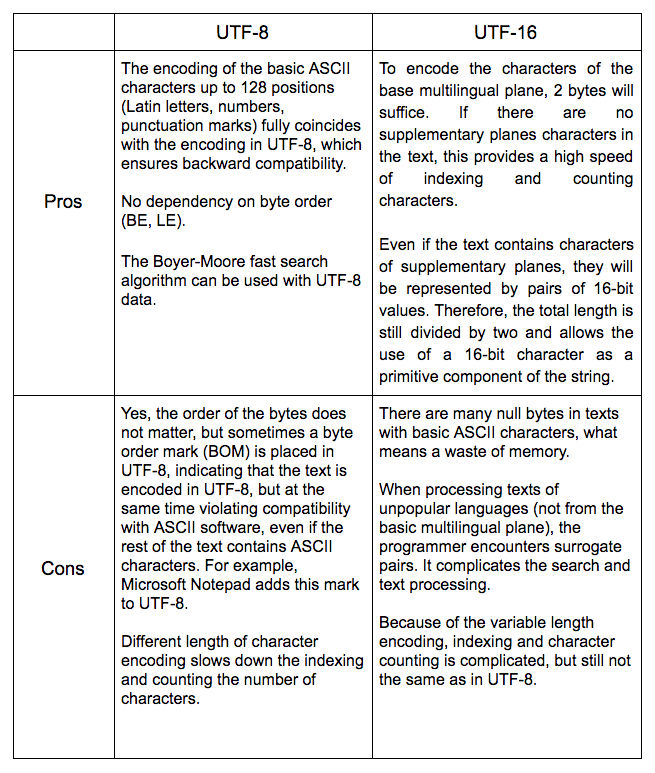 UTF-8
UTF-16
Pros
The encoding of the basic ASCII
characters up to 128 positions
(Latin letters, numbers,
punctuation marks) fully coincides
with the encoding in UTF-8, which
ensures backward compatibility.
No dependency on byte order
(BE, LE).
The Boyer-Moore fast search
algorithm can be used with UTF-8
data.
To encode the characters of the
base multilingual plane, 2 bytes will
suffice. If there are no
supplementary planes characters in
the text, this provides a high speed
of indexing and counting
characters.
Even if the text contains characters
of supplementary planes, they will
be represented by pairs of 16-bit
values. Therefore, the total length is
still divided by two and allows the
use of a 16-bit character as a
primitive component of the string.
Cons
Yes, the order of the bytes does
not matter, but sometimes a byte
order mark (BOM) is placed in
UTF-8, indicating that the text is
encoded in UTF-8, but at the
same time violating compatibility
with ASCII software, even if the
rest of the text contains ASCII
characters. For example,
Microsoft Notepad adds this mark
to UTF-8.
Different length of character
encoding slows down the indexing
and counting the number of
characters.
There are many null bytes in texts
with basic ASCII characters, what
means a waste of memory.
When processing texts of
unpopular languages (not from the
basic multilingual plane), the
programmer encounters surrogate
pairs. It complicates the search and
text processing.
Because of the variable length
encoding, indexing and character
counting is complicated, but still not
the same as in UTF-8.